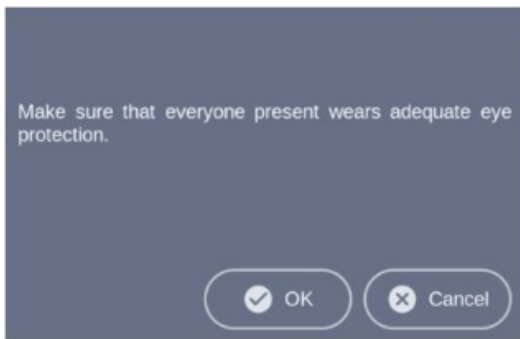 Make sure that everyone present wears adequate eye
protection.
OK
Cancel